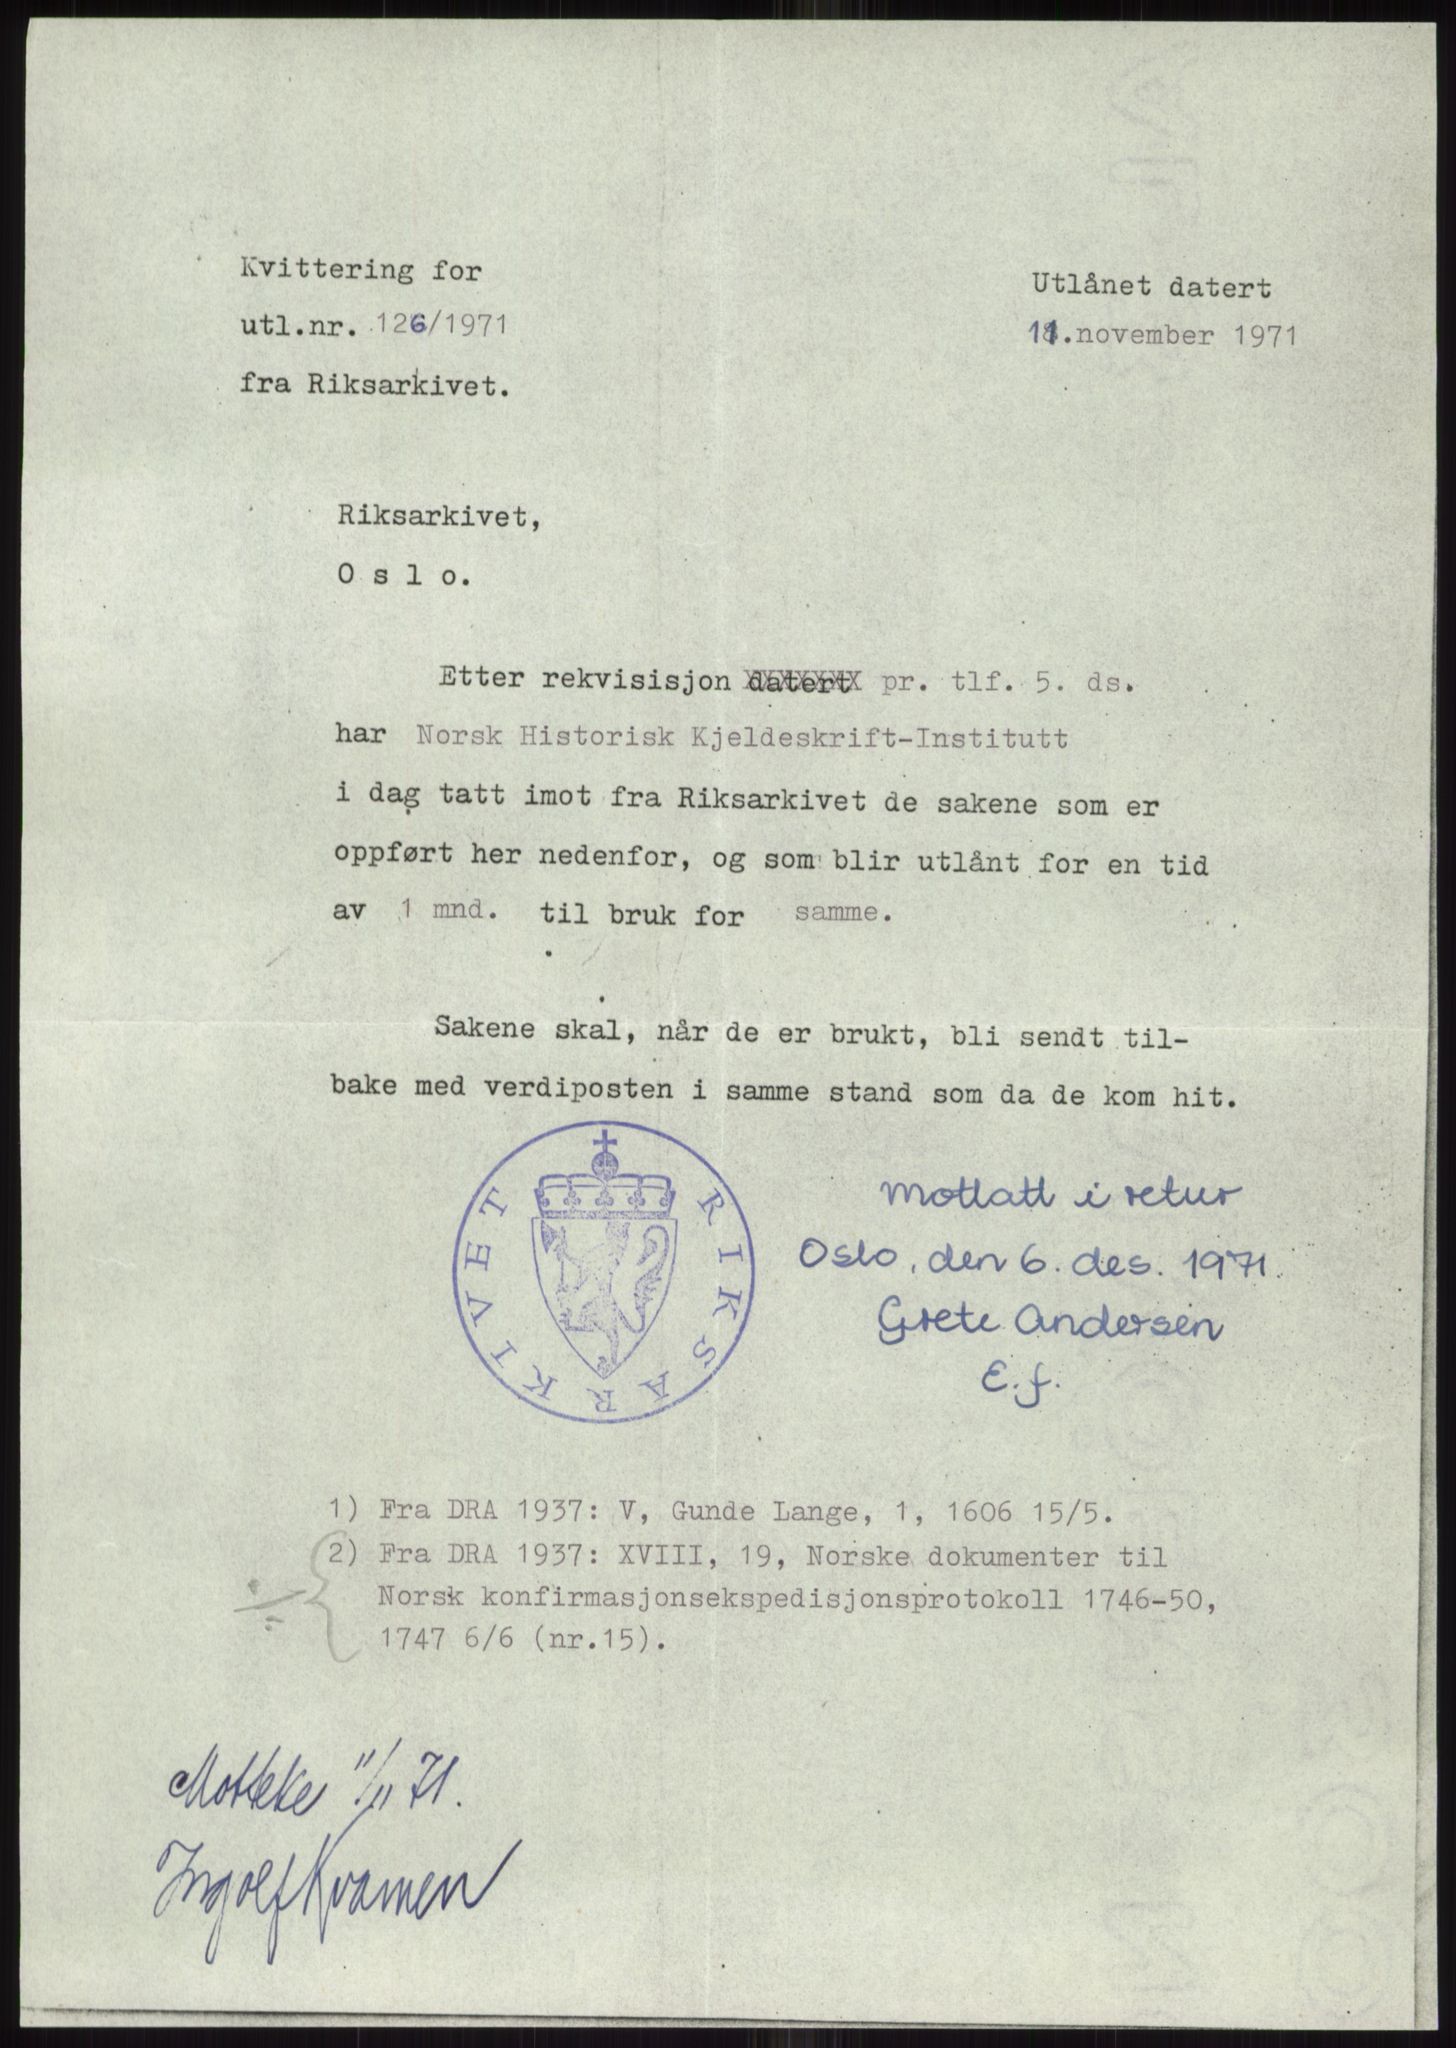 Kvittering for
utl.nr. 126/1971
fra Riksarkivet.
Utlånet datert
11.november 1971
Riksarkivet,
O s l o.
Etter rekvisisjon datert pr. tlf. 5. ds.
har Norsk Historisk Kjeldeskrift-Institutt
i dag tatt imot fra Riksarkivet de sakene som er
oppført her nedenfor, og som blir utlånt for en tid
av 1 mnd. til bruk for samme.
Sakene skal, når de er brukt, bli sendt til-
bake med verdiposten i samme stand som da de kom hit.
RIKSARKIVET
Mottatt i retur
Oslo, den 6. des. 1971.
Grete Andersen
E.f.
1) Fra DRA 1937: V, Gunde Lange, 1, 1606 15/5.
2) Fra DRA 1937: XVIII, 19, Norske dokumenter til
Norsk konfirmasjonsekspedisjonsprotokoll 1746-50,
1747 6/6 (nr.15).
11/11 71.
Ingolf Kvamen